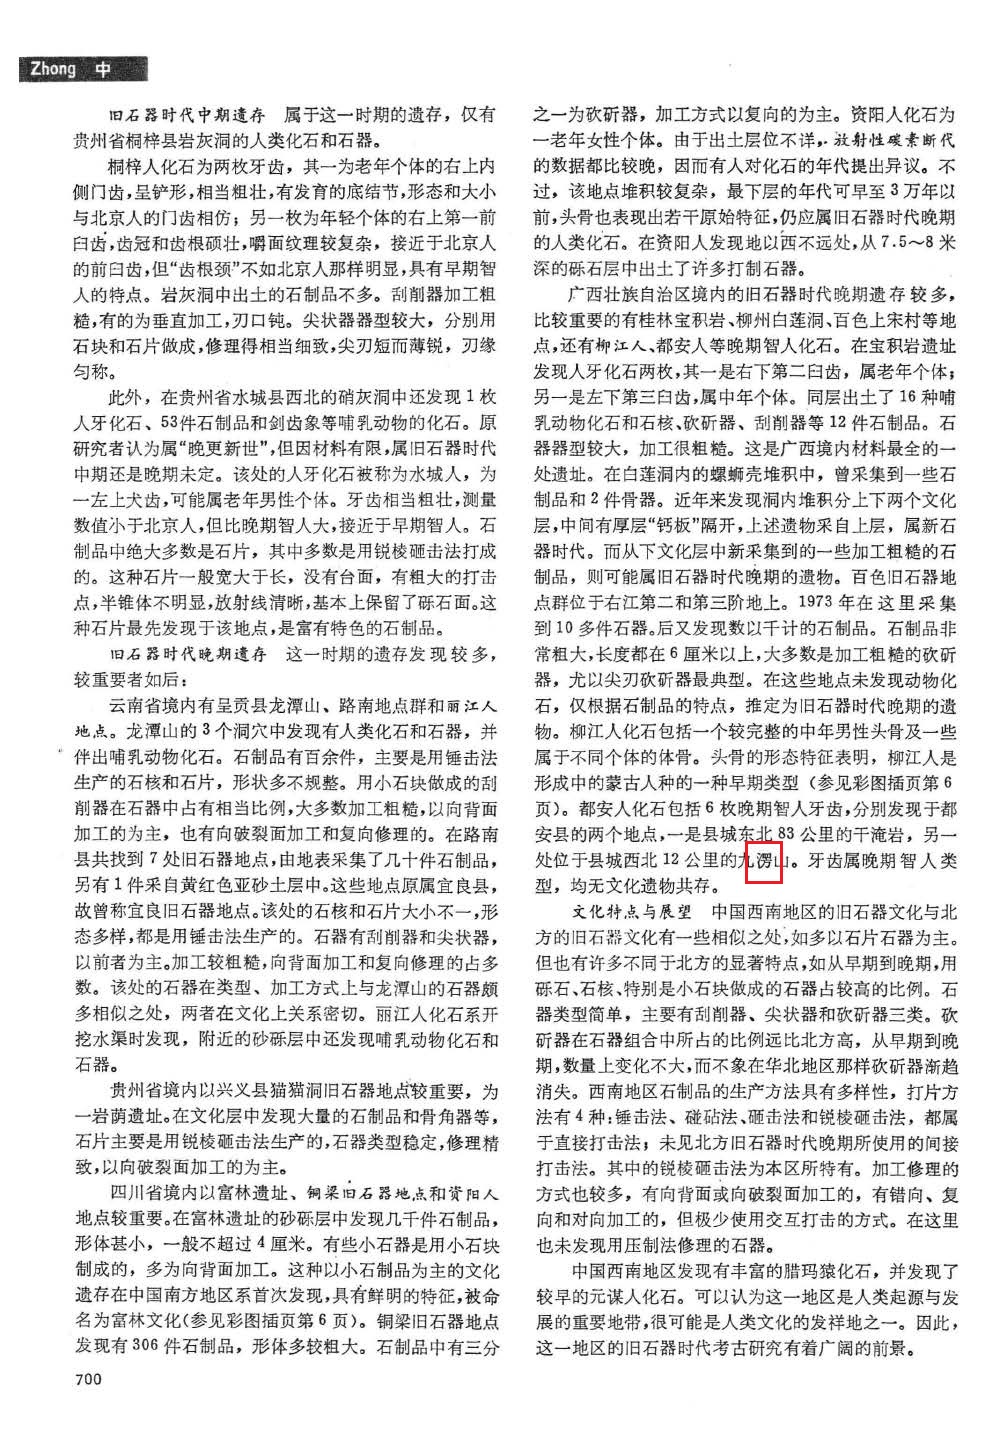 Zhong 中
旧石器时代中期遗存 属于这一时期的遗存，仅有
贵州省桐梓县岩灰洞的人类化石和石器。
桐梓人化石为两枚牙齿，其一为老年个体的右上内
侧门齿，呈铲形，相当粗壮，有发育的底结节，形态和大小
与北京人的门齿相仿；另一枚为年轻个体的右上第一前
臼齿，齿冠和齿根硕壮，嚼面纹理较复杂，接近于北京人
的前臼齿，但“齿根颈”不如北京人那样明显，具有早期智
人的特点。岩灰洞中出土的石制品不多。刮削器加工粗
糙，有的为垂直加工，刃口钝。尖状器器型较大，分别用
石块和石片做成，修理得相当细致，尖刃短而薄锐，刃缘
匀称。
此外，在贵州省水城县西北的硝灰洞中还发现1枚
人牙化石、53件石制品和剑齿象等哺乳动物的化石。原
研究者认为属“晚更新世”，但因材料有限，属旧石器时代
中期还是晚期未定。该处的人牙化石被称为水城人，为
一左上犬齿，可能属老年男性个体。牙齿相当粗壮，测量
数值小于北京人，但比晚期智人大，接近于早期智人。石
制品中绝大多数是石片，其中多数是用锐棱砸击法打成
的。这种石片一般宽大于长，没有台面，有粗大的打击
点，半锥体不明显，放射线清晰，基本上保留了砾石面。这
种石片最先发现于该地点，是富有特色的石制品。
旧石器时代晚期遗存 这一时期的遗存发现较多，
较重要者如后：
云南省境内有呈贡县龙潭山、路南地点群和丽江人
地点。龙潭山的3个洞穴中发现有人类化石和石器，并
伴出哺乳动物化石。石制品有百余件，主要是用锤击法
生产的石核和石片，形状多不规整。用小石块做成的刮
削器在石器中占有相当比例，大多数加工粗糙，以向背面
加工的为主，也有向破裂面加工和复向修理的。在路南
县共找到7处旧石器地点，由地表采集了几十件石制品，
另有1件采自黄红色亚砂土层中。这些地点原属宜良县，
故曾称宜良旧石器地点。该处的石核和石片大小不一，形
态多样，都是用锤击法生产的。石器有刮削器和尖状器，
以前者为主。加工较粗糙，向背面加工和复向修理的占多
数。该处的石器在类型、加工方式上与龙潭山的石器颇
多相似之处，两者在文化上关系密切。丽江人化石系开
挖水渠时发现，附近的砂砾层中还发现哺乳动物化石和
石器。
贵州省境内以兴义县猫猫洞旧石器地点较重要，为
一岩荫遗址。在文化层中发现大量的石制品和骨角器等，
石片主要是用锐棱砸击法生产的，石器类型稳定，修理精
致，以向破裂面加工的为主。
四川省境内以富林遗址、铜梁旧石器地点和资阳人
地点较重要。在富林遗址的砂砾层中发现几千件石制品，
形体甚小，一般不超过4厘米。有些小石器是用小石块
制成的，多为向背面加工。这种以小石制品为主的文化
遗存在中国南方地区系首次发现，具有鲜明的特征，被命
名为富林文化（参见彩图插页第6页）。铜梁旧石器地点
发现有306件石制品，形体多较粗大。石制品中有三分
700
之一为砍斫器，加工方式以复向的为主。资阳人化石为
一老年女性个体。由于出土层位不详，放射性碳素断代
的数据都比较晚，因而有人对化石的年代提出异议。不
过，该地点堆积较复杂，最下层的年代可早至3万年以
前，头骨也表现出若干原始特征，仍应属旧石器时代晚期
的人类化石。在资阳人发现地以西不远处，从7.5～8米
深的砾石层中出土了许多打制石器。
广西壮族自治区境内的旧石器时代晚期遗存较多，
比较重要的有桂林宝积岩、柳州白莲洞、百色上宋村等地
点，还有柳江人、都安人等晚期智人化石。在宝积岩遗址
发现人牙化石两枚，其一是右下第二臼齿，属老年个体；
另一是左下第三臼齿，属中年个体。同层出土了16种哺
乳动物化石和石核、砍斫器、刮削器等12件石制品。石
器器型较大，加工很粗糙。这是广西境内材料最全的一
处遗址。在白莲洞内的螺蛳壳堆积中，曾采集到一些石
制品和2件骨器。近年来发现洞内堆积分上下两个文化
层，中间有厚层“钙板”隔开，上述遗物采自上层，属新石
器时代。而从下文化层中新采集到的一些加工粗糙的石
制品，则可能属旧石器时代晚期的遗物。百色旧石器地
点群位于右江第二和第三阶地上。1973年在这里采集
到10多件石器。后又发现数以千计的石制品。石制品非
常粗大，长度都在6厘米以上，大多数是加工粗糙的砍斫
器，尤以尖刃砍斫器最典型。在这些地点未发现动物化
石，仅根据石制品的特点，推定为旧石器时代晚期的遗
物。柳江人化石包括一个较完整的中年男性头骨及一些
属于不同个体的体骨。头骨的形态特征表明，柳江人是
形成中的蒙古人种的一种早期类型（参见彩图插页第6
页）。都安人化石包括6枚晚期智人牙齿，分别发现于都
安县的两个地点，一是县城东北83公里的干淹岩，另一
处位于县城西北12公里的九㟖山。牙齿属晚期智人类
型，均无文化遗物共存。
文化特点与展望 中国西南地区的旧石器文化与北
方的旧石器文化有一些相似之处，如多以石片石器为主。
但也有许多不同于北方的显著特点，如从早期到晚期，用
砾石、石核、特别是小石块做成的石器占较高的比例。石
器类型简单，主要有刮削器、尖状器和砍斫器三类。砍
斫器在石器组合中所占的比例远比北方高，从早期到晚
期，数量上变化不大，而不象在华北地区那样砍斫器渐趋
消失。西南地区石制品的生产方法具有多样性，打片方
法有4种：锤击法、碰砧法、砸击法和锐棱砸击法，都属
于直接打击法；未见北方旧石器时代晚期所使用的间接
打击法。其中的锐棱砸击法为本区所特有。加工修理的
方式也较多，有向背面或向破裂面加工的，有错向、复
向和对向加工的，但极少使用交互打击的方式。在这里
也未发现用压制法修理的石器。
中国西南地区发现有丰富的腊玛猿化石，并发现了
较早的元谋人化石。可以认为这一地区是人类起源与发
展的重要地带，很可能是人类文化的发祥地之一。因此，
这一地区的旧石器时代考古研究有着广阔的前景。